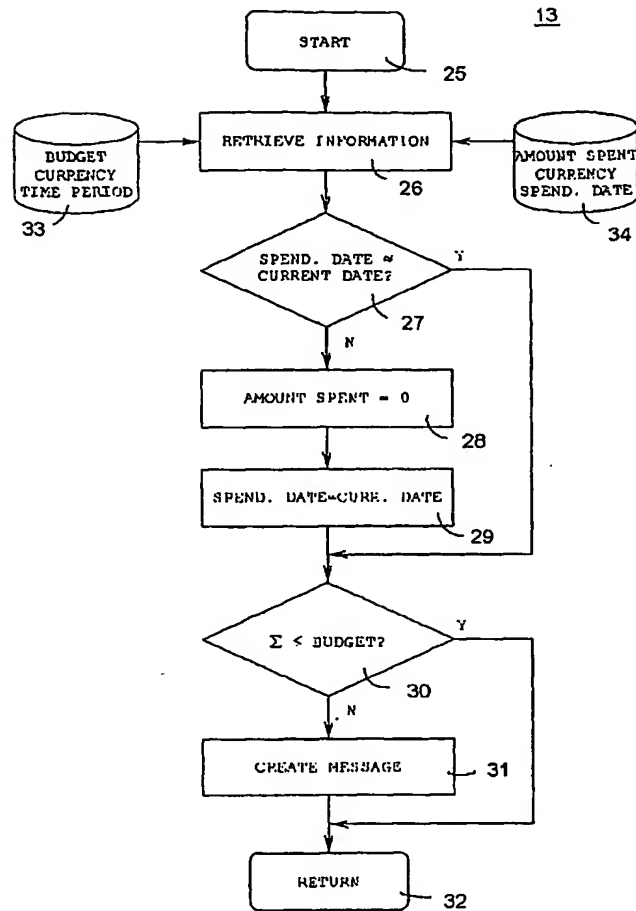 13
START
25
BUDGET
CURRENCY
TIME PERIOD
33
RETRIEVE INFORMATION
26
AMOUNT SPENT
CURRENCY
SPEND. DATE
34
SPEND. DATE ≈
CURRENT DATE?
Y
27
N
AMOUNT SPENT = 0
28
SPEND. DATE=CURR. DATE
29
Σ < BUDGET?
Y
30
N
CREATE MESSAGE
31
RETURN
32